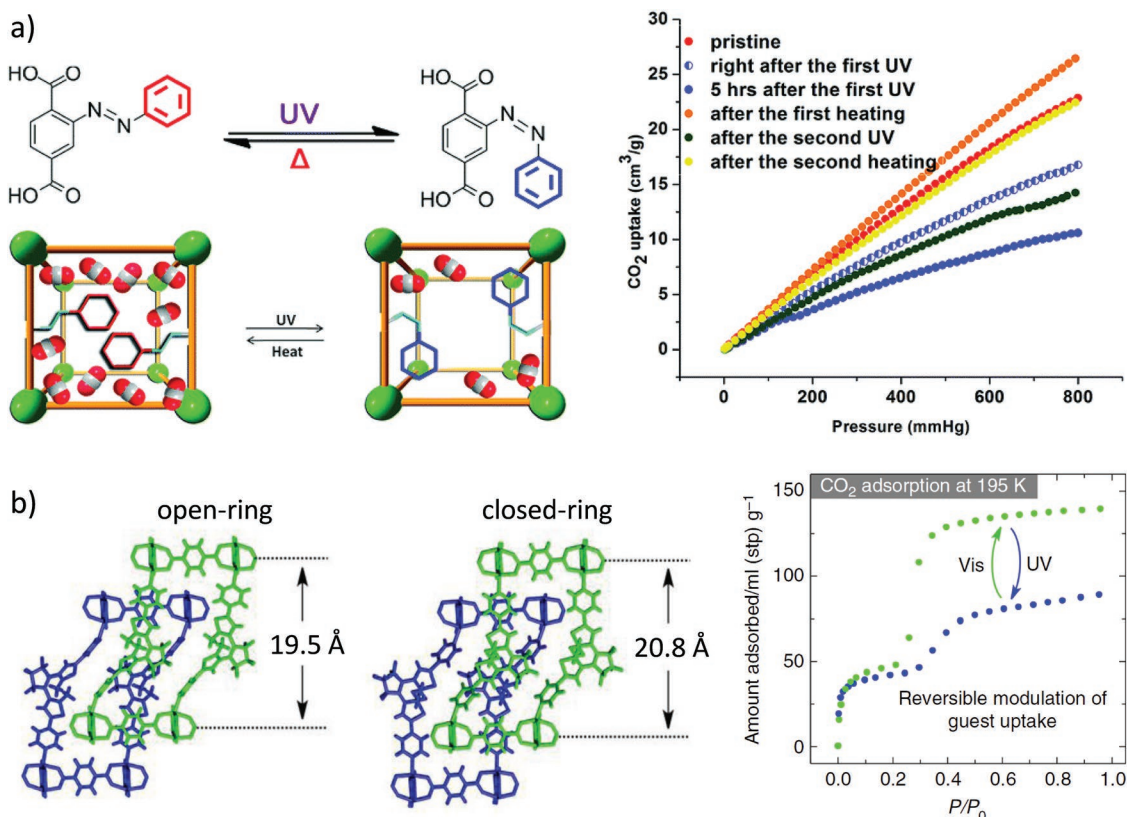 a)
HO
O
N
N
HO
O
UV
Δ
HO
O
N
N
HO
O
UV
Heat
pristine
right after the first UV
5 hrs after the first UV
after the first heating
after the second UV
after the second heating
CO2 uptake (cm3/g)
30
25
20
15
10
5
0
0
200
400
600
800
Pressure (mmHg)
b)
open-ring
19.5 Å
closed-ring
20.8 Å
CO2 adsorption at 195 K
Amount adsorbed/ml (stp) g−1
150
100
50
0
Vis
UV
Reversible modulation of
guest uptake
0.0
0.2
0.4
0.6
0.8
1.0
P/P0